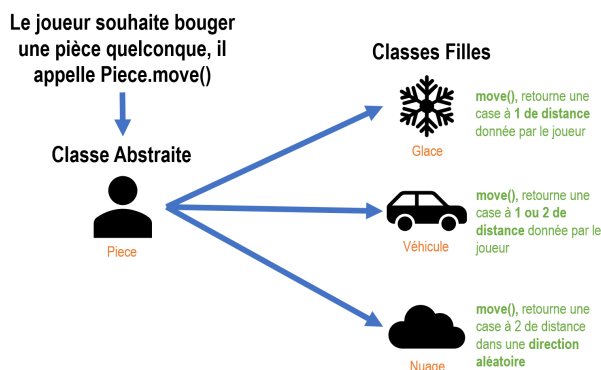 Le joueur souhaite bouger
une pièce quelconque, il
appelle Piece.move()
Classe Abstraite
Piece
Classes Filles
Glace
move(), retourne une
case à 1 de distance
donnée par le joueur
Véhicule
move(), retourne une
case à 1 ou 2 de
distance donnée par le
joueur
Nuage
move(), retourne une
case à 2 de distance
dans une direction
aléatoire